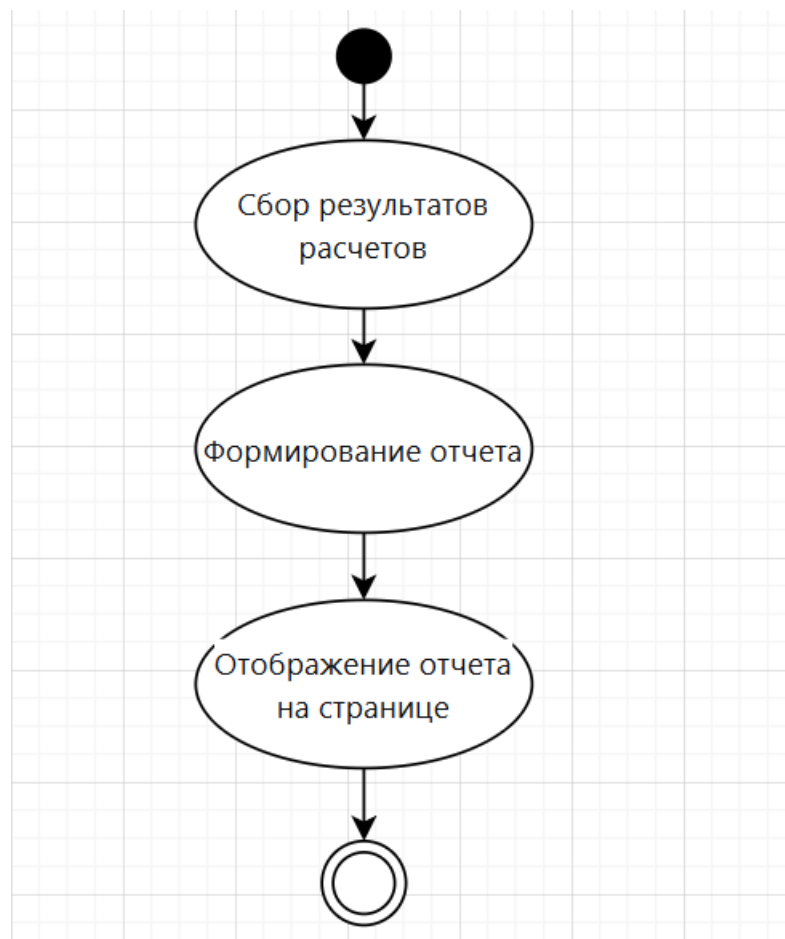 Сбор результатов
расчетов
Формирование отчета
Отображение отчета
на странице